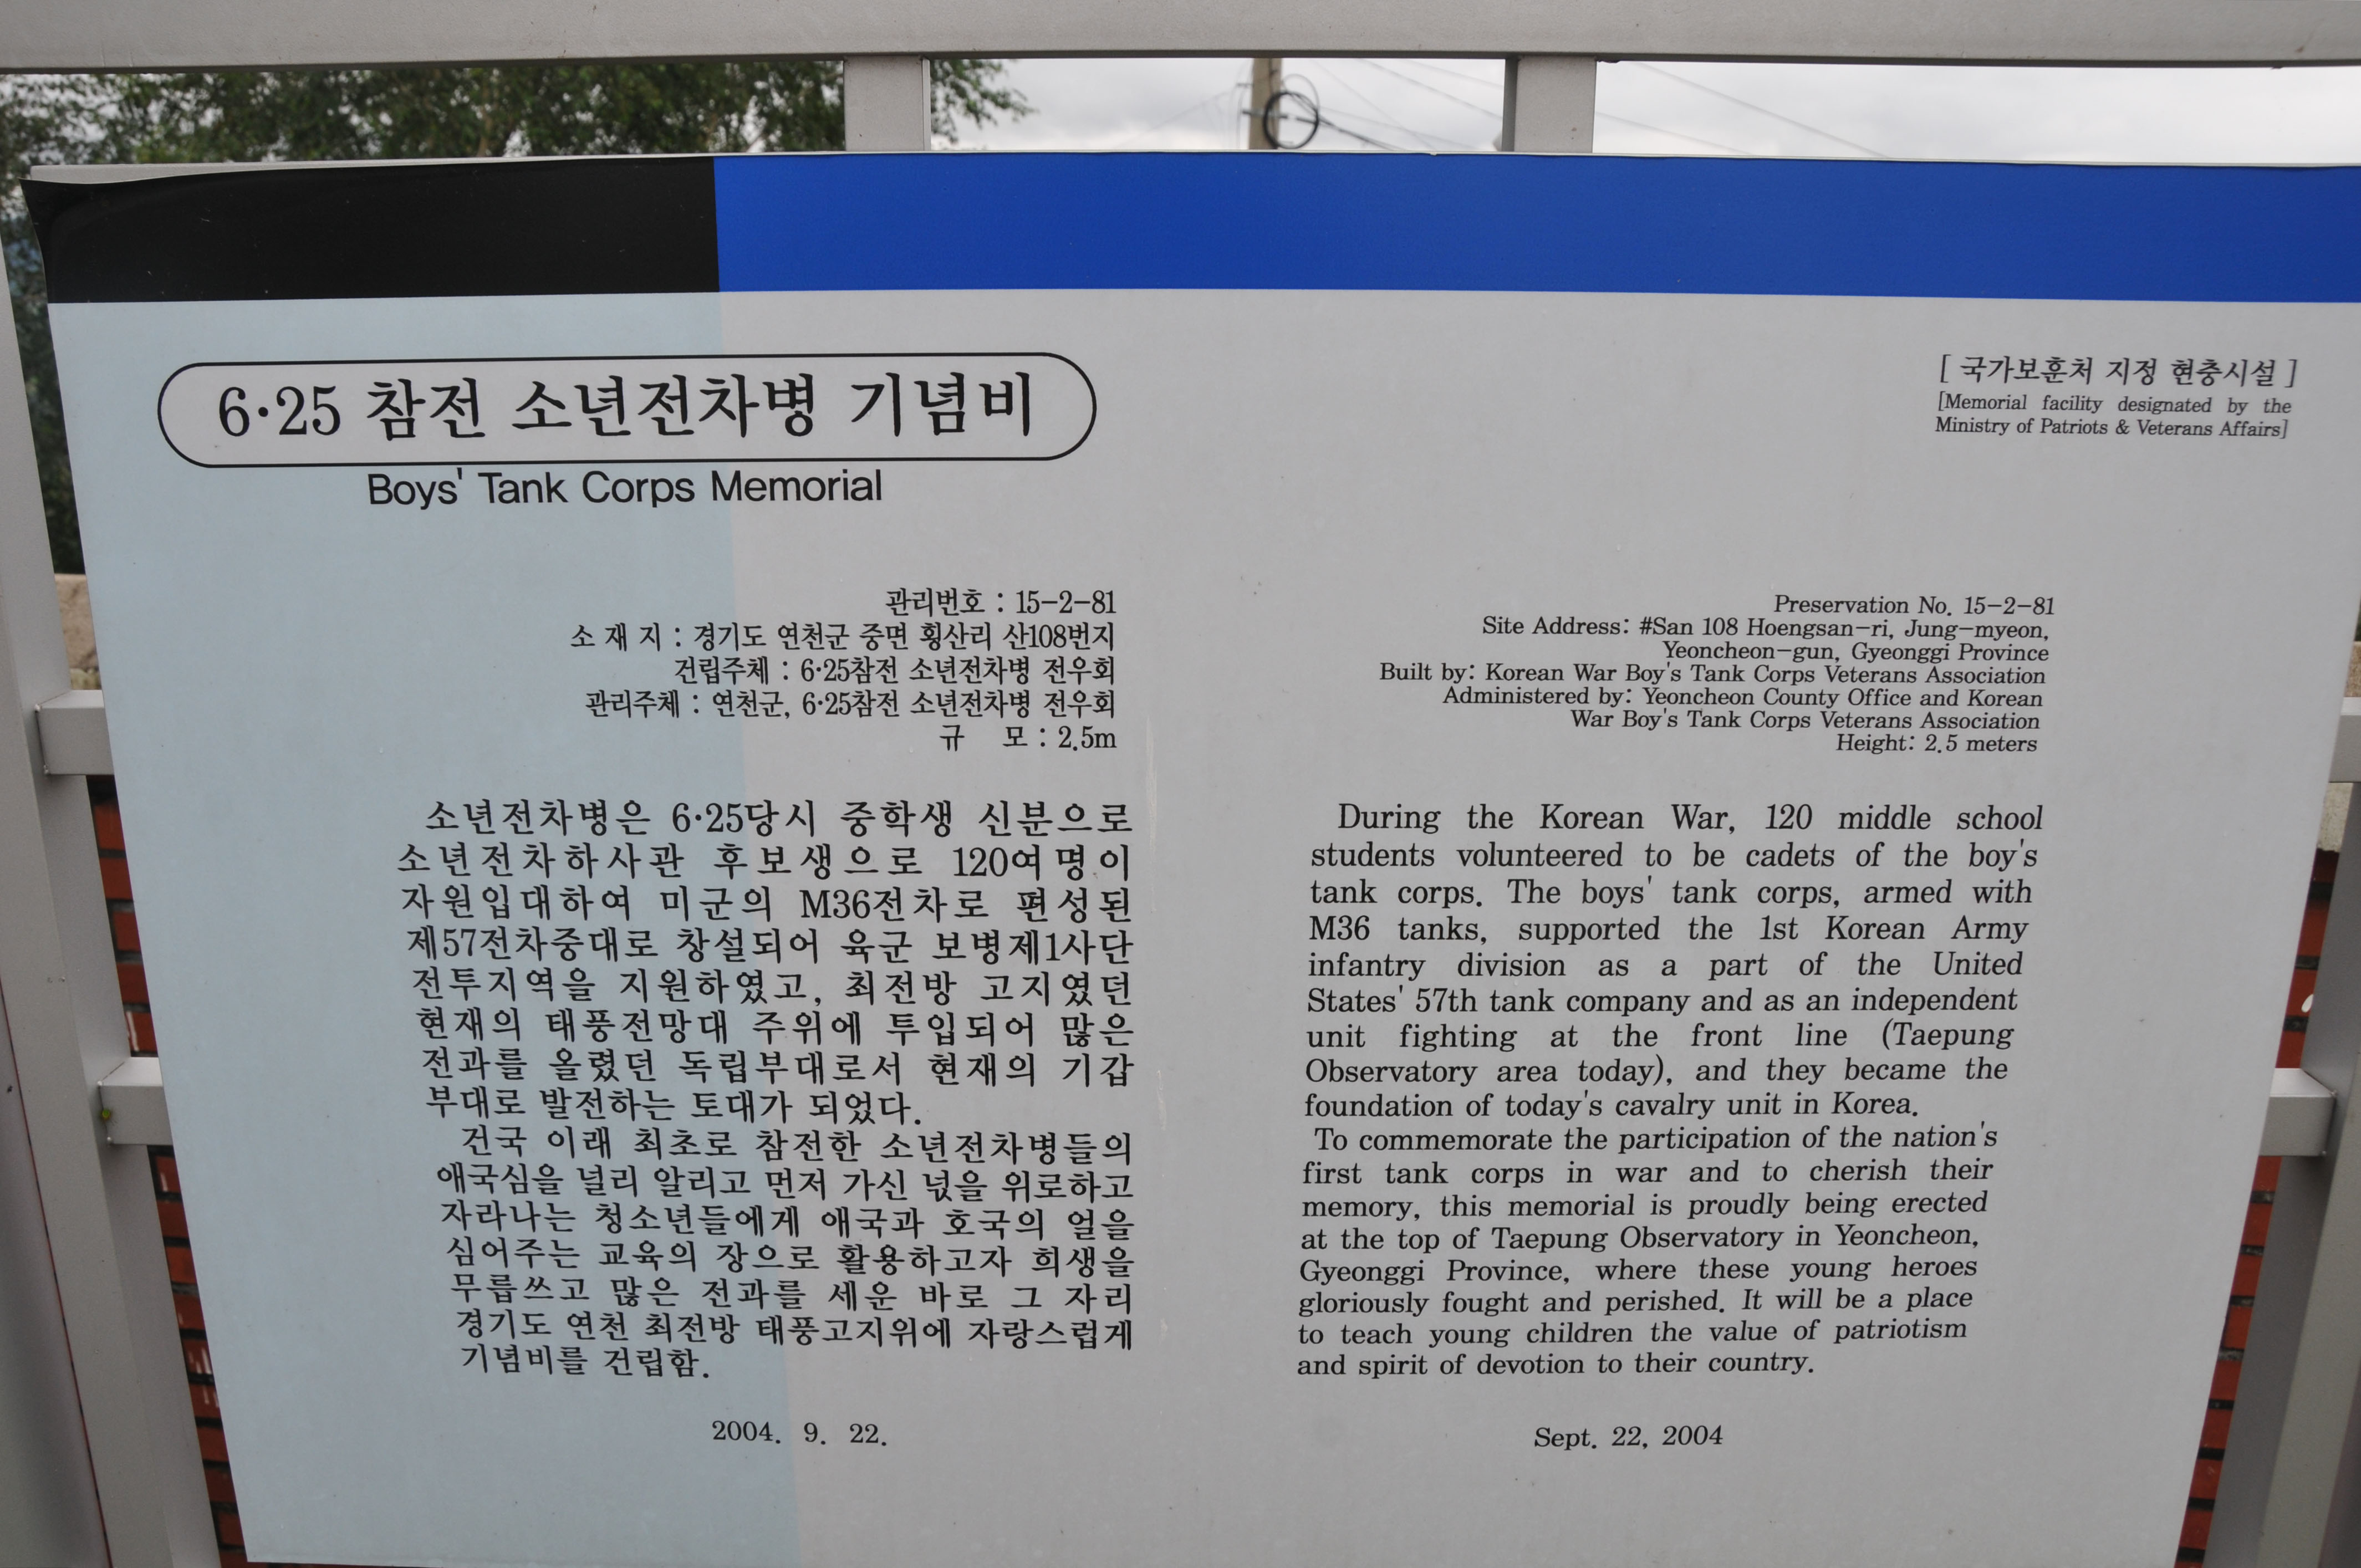 6·25 참전 소년전차병 기념비
Boys' Tank Corps Memorial
[ 국가보훈처 지정 현충시설 ]
[Memorial facility designated by the
Ministry of Patriots & Veterans Affairs]
관리번호 : 15-2-81
소 재 지 : 경기도 연천군 중면 횡산리 산108번지
건립주체 : 6·25참전 소년전차병 전우회
관리주체 : 연천군, 6·25참전 소년전차병 전우회
규 모 : 2.5m
소년전차병은 6·25당시 중학생 신분으로
소년전차하사관 후보생으로 120여명이
자원입대하여 미군의 M36전차로 편성된
제57전차중대로 창설되어 육군 보병제1사단
전투지역을 지원하였고, 최전방 고지였던
현재의 태풍전망대 주위에 투입되어 많은
전과를 올렸던 독립부대로서 현재의 기갑
부대로 발전하는 토대가 되었다.
건국 이래 최초로 참전한 소년전차병들의
애국심을 널리 알리고 먼저 가신 넋을 위로하고
자라나는 청소년들에게 애국과 호국의 얼을
심어주는 교육의 장으로 활용하고자 희생을
무릅쓰고 많은 전과를 세운 바로 그 자리
경기도 연천 최전방 태풍고지위에 자랑스럽게
기념비를 건립함.
2004. 9. 22.
Preservation No. 15-2-81
Site Address: #San 108 Hoengsan-ri, Jung-myeon,
Yeoncheon-gun, Gyeonggi Province
Built by: Korean War Boy's Tank Corps Veterans Association
Administered by: Yeoncheon County Office and Korean
War Boy's Tank Corps Veterans Association
Height: 2.5 meters
During the Korean War, 120 middle school
students volunteered to be cadets of the boy's
tank corps. The boys' tank corps, armed with
M36 tanks, supported the 1st Korean Army
infantry division as a part of the United
States' 57th tank company and as an independent
unit fighting at the front line (Taepung
Observatory area today), and they became the
foundation of today's cavalry unit in Korea.
To commemorate the participation of the nation's
first tank corps in war and to cherish their
memory, this memorial is proudly being erected
at the top of Taepung Observatory in Yeoncheon,
Gyeonggi Province, where these young heroes
gloriously fought and perished. It will be a place
to teach young children the value of patriotism
and spirit of devotion to their country.
Sept. 22, 2004